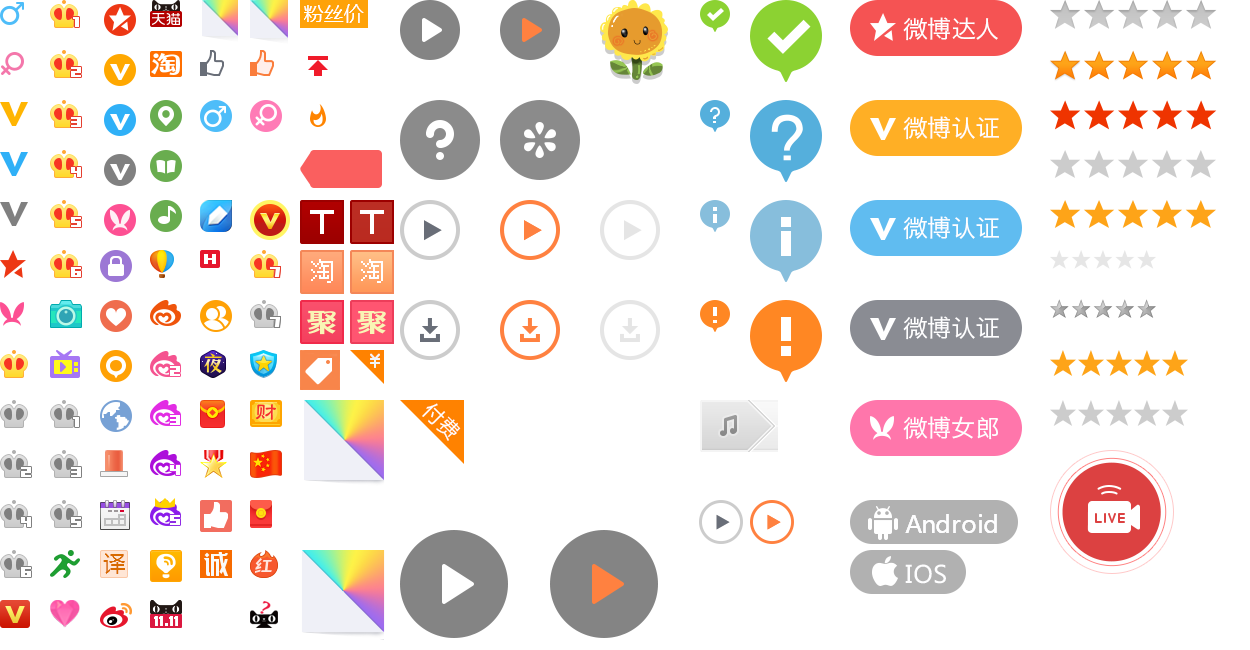 粉丝价
天猫
淘
微博达人
微博认证
微博认证
微博认证
微博女郎
T T
淘 淘
聚 聚
夜
¥
财
付费
译
诚
红
11.11
LIVE
Android
IOS